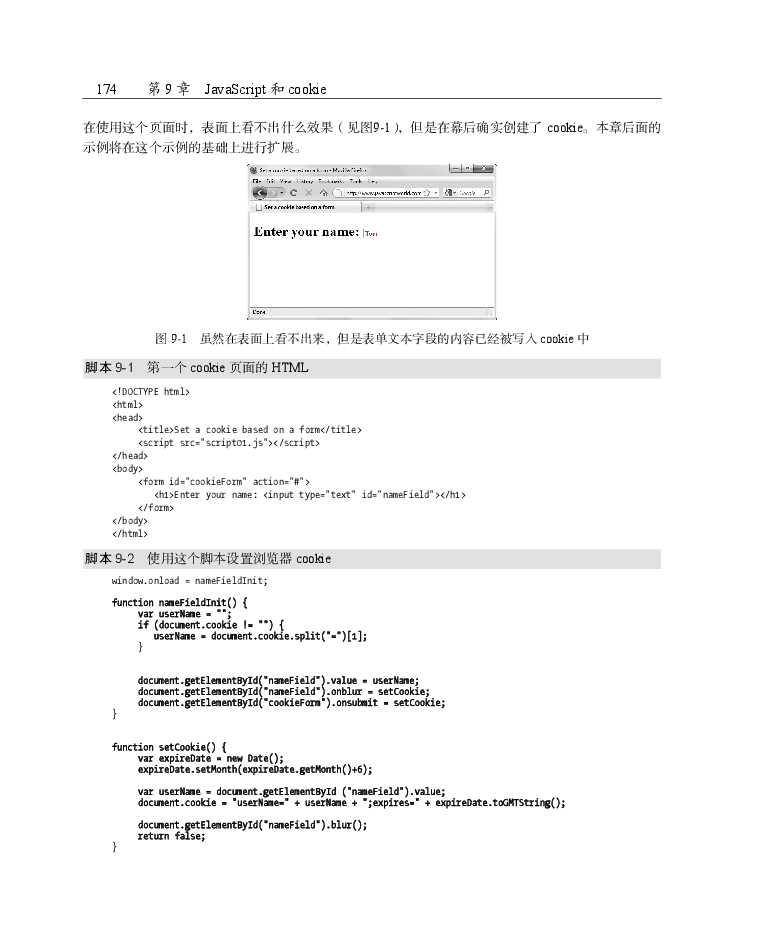 174 第 9 章 JavaScript 和 cookie
在使用这个页面时，表面上看不出什么效果（见图9-1），但是在幕后确实创建了 cookie。本章后面的
示例将在这个示例的基础上进行扩展。
Set a cookie based on a form - Mozilla Firefox
File Edit View History Bookmarks Tools Help
http://www.javascriptworld.com Google
Set a cookie based on a form
Enter your name: Tom
Done
图 9-1 虽然在表面上看不出来，但是表单文本字段的内容已经被写入 cookie 中
脚本 9-1 第一个 cookie 页面的 HTML
<!DOCTYPE html>
<html>
<head>
<title>Set a cookie based on a form</title>
<script src="script01.js"></script>
</head>
<body>
<form id="cookieForm" action="#">
<h1>Enter your name: <input type="text" id="nameField"></h1>
</form>
</body>
</html>
脚本 9-2 使用这个脚本设置浏览器 cookie
window.onload = nameFieldInit;
function nameFieldInit() {
var userName = "";
if (document.cookie != "") {
userName = document.cookie.split("=")[1];
}
document.getElementById("nameField").value = userName;
document.getElementById("nameField").onblur = setCookie;
document.getElementById("cookieForm").onsubmit = setCookie;
}
function setCookie() {
var expireDate = new Date();
expireDate.setMonth(expireDate.getMonth()+6);
var userName = document.getElementById ("nameField").value;
document.cookie = "userName=" + userName + ";expires=" + expireDate.toGMTString();
document.getElementById("nameField").blur();
return false;
}